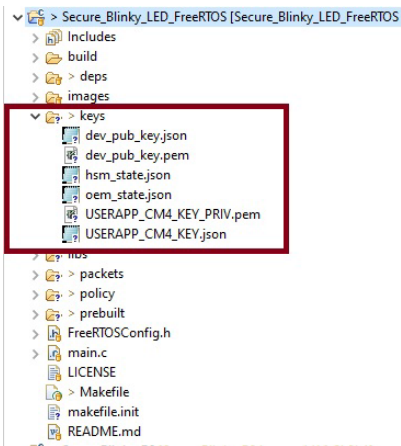 > Secure_Blinky_LED_FreeRTOS [Secure_Blinky_LED_FreeRTOS
> Includes
> build
> > deps
> images
> keys
dev_pub_key.json
dev_pub_key.pem
hsm_state.json
oem_state.json
USERAPP_CM4_KEY_PRIV.pem
USERAPP_CM4_KEY.json
> > libs
> > packets
> > policy
> > prebuilt
> FreeRTOSConfig.h
> main.c
LICENSE
> Makefile
makefile.init
README.md